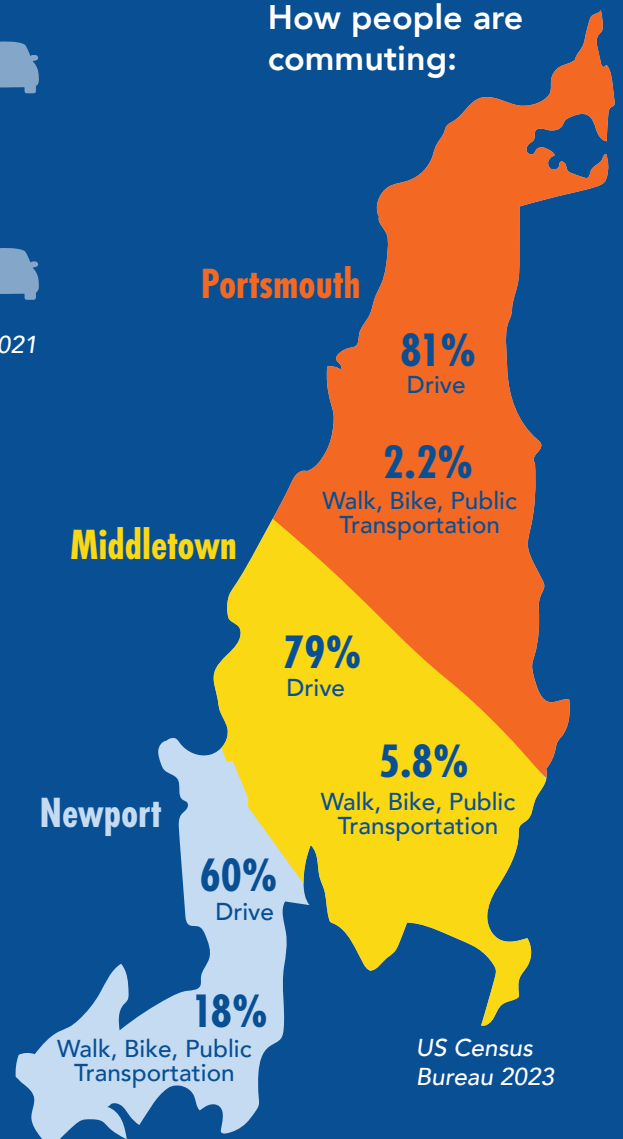 How people are
commuting:
Portsmouth
81%
Drive
2.2%
Walk, Bike, Public
Transportation
021
Middletown
79%
Drive
5.8%
Walk, Bike, Public
Transportation
Newport
60%
Drive
18%
Walk, Bike, Public
Transportation
US Census
Bureau 2023